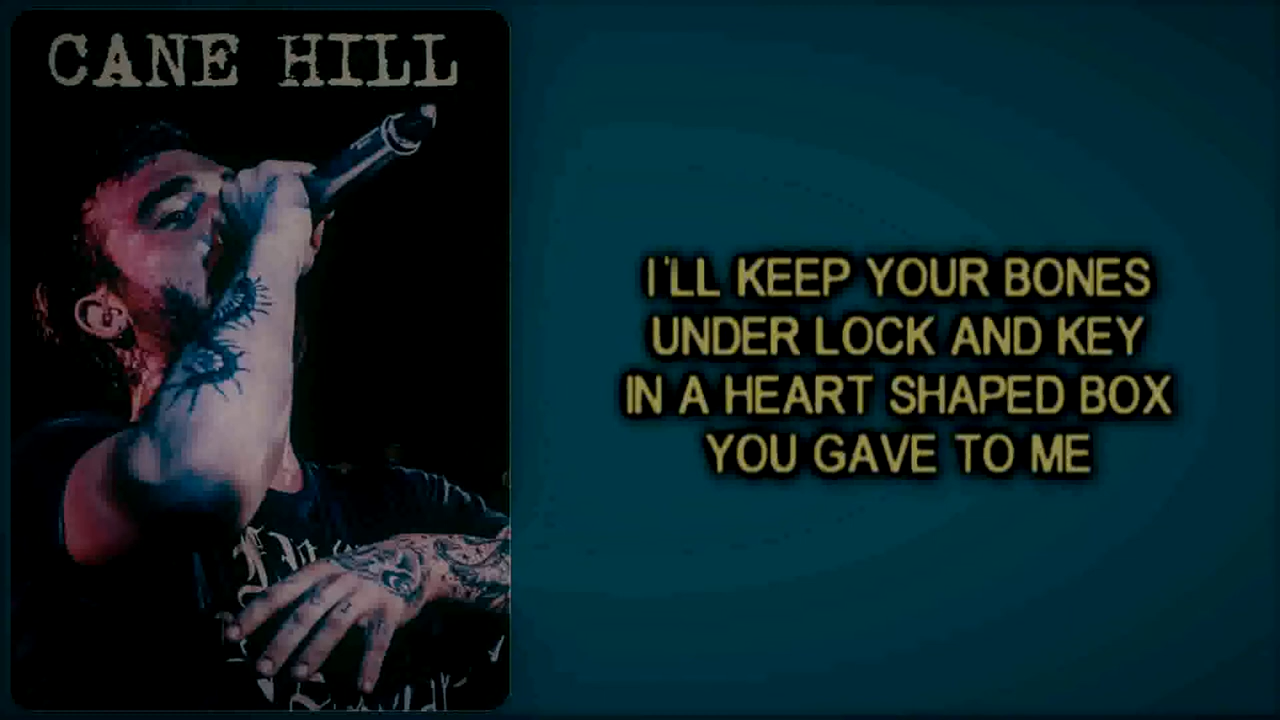 CANE HILL
I'LL KEEP YOUR BONES
UNDER LOCK AND KEY
IN A HEART SHAPED BOX
YOU GAVE TO ME